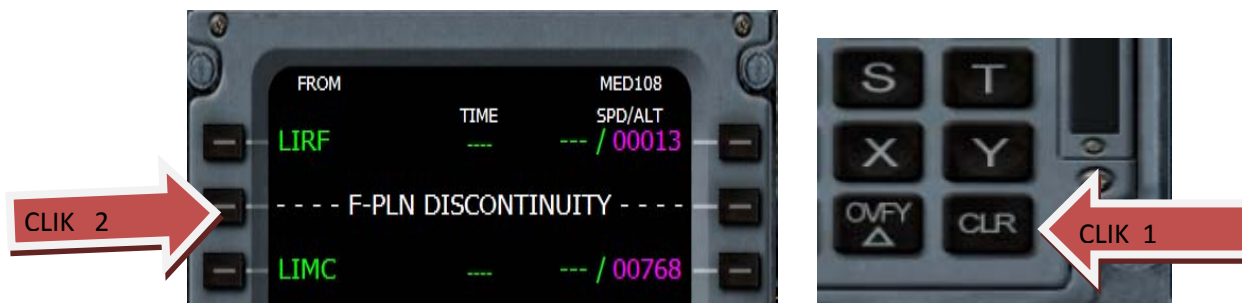 FROM MED108
TIME SPD/ALT
LIRF ---- --- / 00013
- - - - F-PLN DISCONTINUITY - - - -
LIMC ---- --- / 00768
CLIK 2
S T
X Y
OVFY CLR
△
CLIK 1